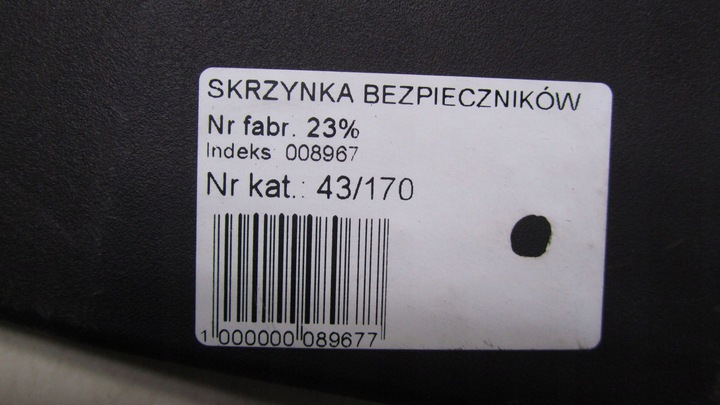 SKRZYNKA BEZPIECZNIKÓW
Nr fabr. 23%
Indeks 008967
Nr kat.: 43/170
1 000000 089677